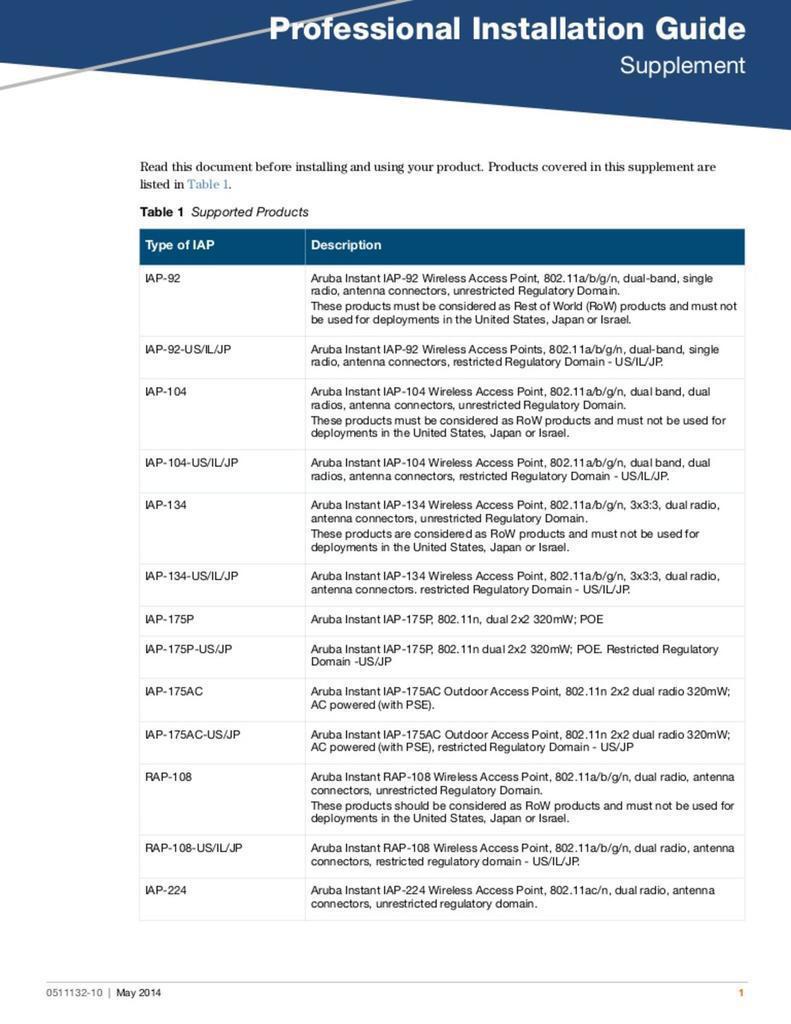 Professional Installation Guide
Supplement
Read this document before installing and using your product. Products covered in this supplement are
listed in Table 1.
Table 1 Supported Products
Type of IAP Description
IAP-92 Aruba Instant IAP-92 Wireless Access Point, 802.11a/b/g/n, dual-band, single
radio, antenna connectors, unrestricted Regulatory Domain.
These products must be considered as Rest of World (RoW) products and must not
be used for deployments in the United States, Japan or Israel.
IAP-92-US/IL/JP Aruba Instant IAP-92 Wireless Access Points, 802.11a/b/g/n, dual-band, single
radio, antenna connectors, restricted Regulatory Domain - US/IL/JP.
IAP-104 Aruba Instant IAP-104 Wireless Access Point, 802.11a/b/g/n, dual band, dual
radios, antenna connectors, unrestricted Regulatory Domain.
These products must be considered as RoW products and must not be used for
deployments in the United States, Japan or Israel.
IAP-104-US/IL/JP Aruba Instant IAP-104 Wireless Access Point, 802.11a/b/g/n, dual band, dual
radios, antenna connectors, restricted Regulatory Domain - US/IL/JP.
IAP-134 Aruba Instant IAP-134 Wireless Access Point, 802.11a/b/g/n, 3x3:3, dual radio,
antenna connectors, unrestricted Regulatory Domain.
These products are considered as RoW products and must not be used for
deployments in the United States, Japan or Israel.
IAP-134-US/IL/JP Aruba Instant IAP-134 Wireless Access Point, 802.11a/b/g/n, 3x3:3, dual radio,
antenna connectors. restricted Regulatory Domain - US/IL/JP.
IAP-175P Aruba Instant IAP-175P, 802.11n, dual 2x2 320mW; POE
IAP-175P-US/JP Aruba Instant IAP-175P, 802.11n dual 2x2 320mW; POE. Restricted Regulatory
Domain -US/JP
IAP-175AC Aruba Instant IAP-175AC Outdoor Access Point, 802.11n 2x2 dual radio 320mW;
AC powered (with PSE).
IAP-175AC-US/JP Aruba Instant IAP-175AC Outdoor Access Point, 802.11n 2x2 dual radio 320mW;
AC powered (with PSE), restricted Regulatory Domain - US/JP
RAP-108 Aruba Instant RAP-108 Wireless Access Point, 802.11a/b/g/n, dual radio, antenna
connectors, unrestricted Regulatory Domain.
These products should be considered as RoW products and must not be used for
deployments in the United States, Japan or Israel.
RAP-108-US/IL/JP Aruba Instant RAP-108 Wireless Access Point, 802.11a/b/g/n, dual radio, antenna
connectors, restricted regulatory domain - US/IL/JP.
IAP-224 Aruba Instant IAP-224 Wireless Access Point, 802.11ac/n, dual radio, antenna
connectors, unrestricted regulatory domain.
0511132-10 | May 2014 1